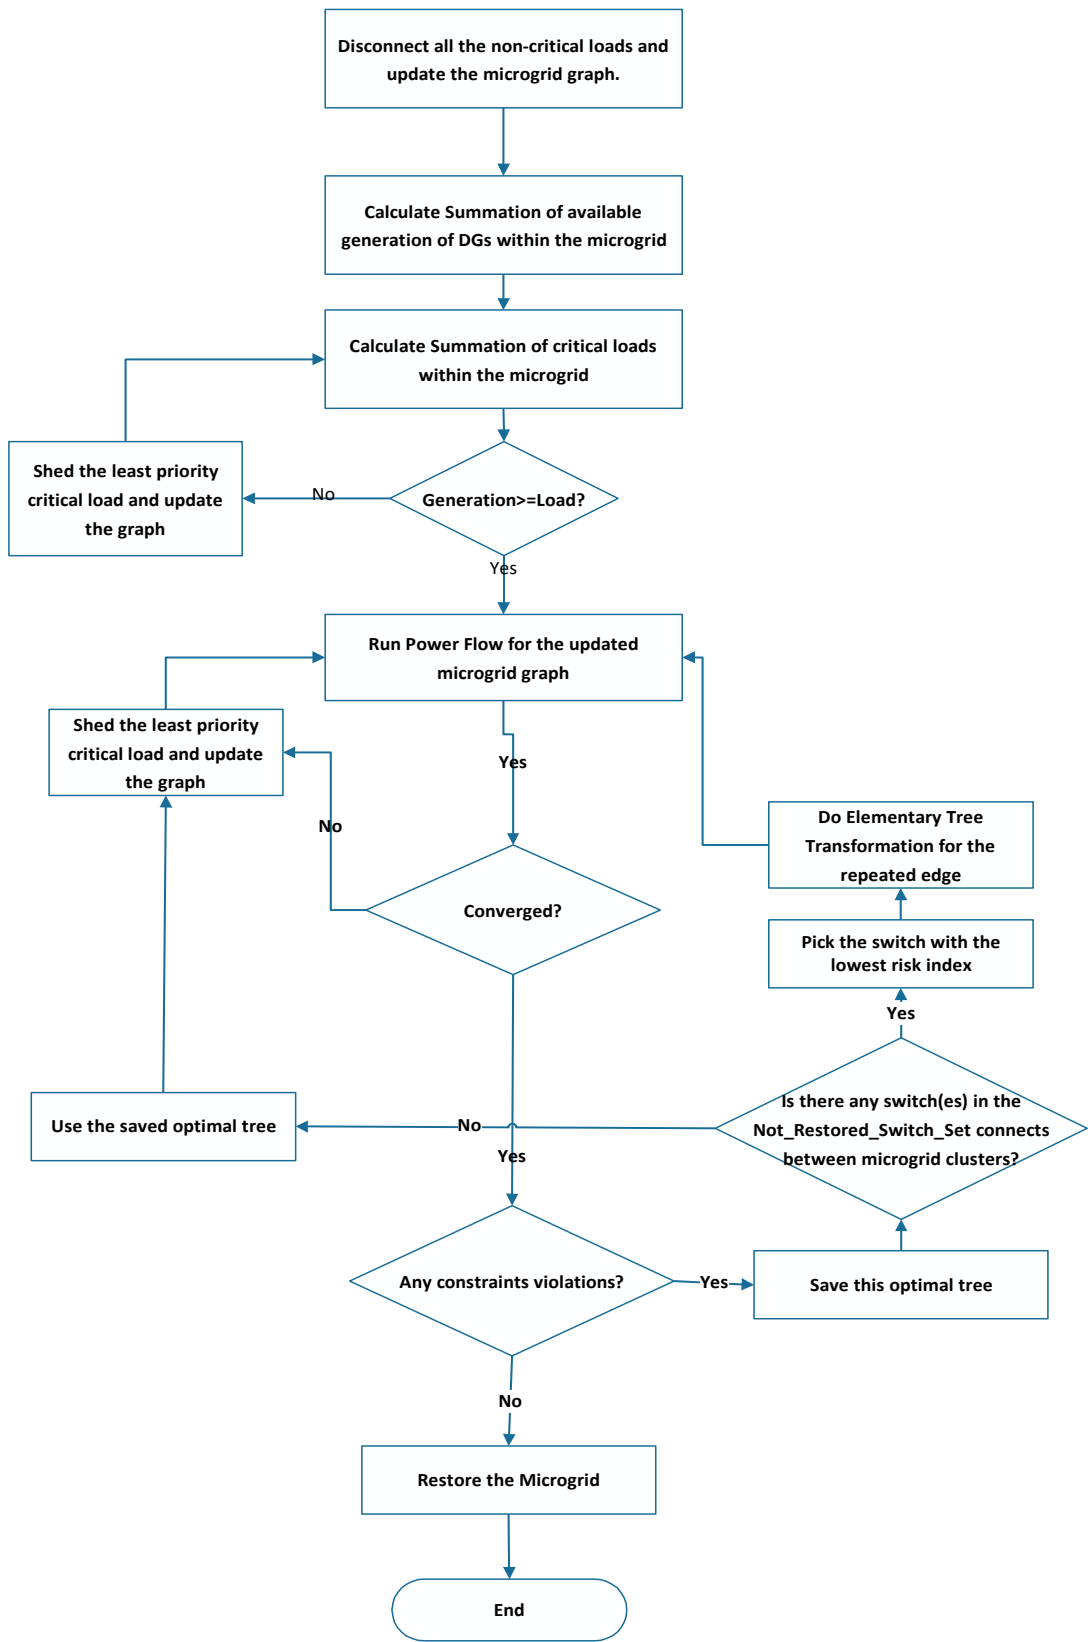 Disconnect all the non-critical loads and
update the microgrid graph.
Calculate Summation of available
generation of DGs within the microgrid
Calculate Summation of critical loads
within the microgrid
Shed the least priority
critical load and update
the graph
No
Generation>=Load?
Yes
Run Power Flow for the updated
microgrid graph
Shed the least priority
critical load and update
the graph
Yes
No
Do Elementary Tree
Transformation for the
repeated edge
Converged?
Pick the switch with the
lowest risk index
Yes
Is there any switch(es) in the
Not_Restored_Switch_Set connects
between microgrid clusters?
No
Use the saved optimal tree
Yes
Any constraints violations?
Yes
Save this optimal tree
No
Restore the Microgrid
End